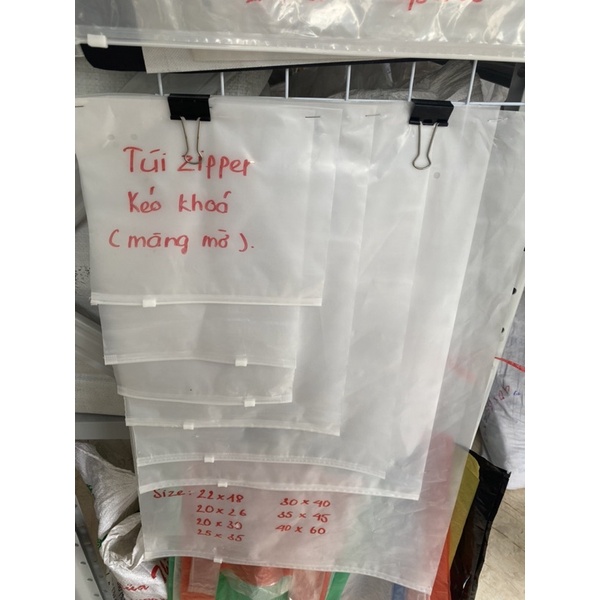 Túi zipper
Kéo khoá
(màng mờ).
Size: 22 x 18
20 x 26
20 x 30
25 x 35
30 x 40
35 x 45
40 x 60